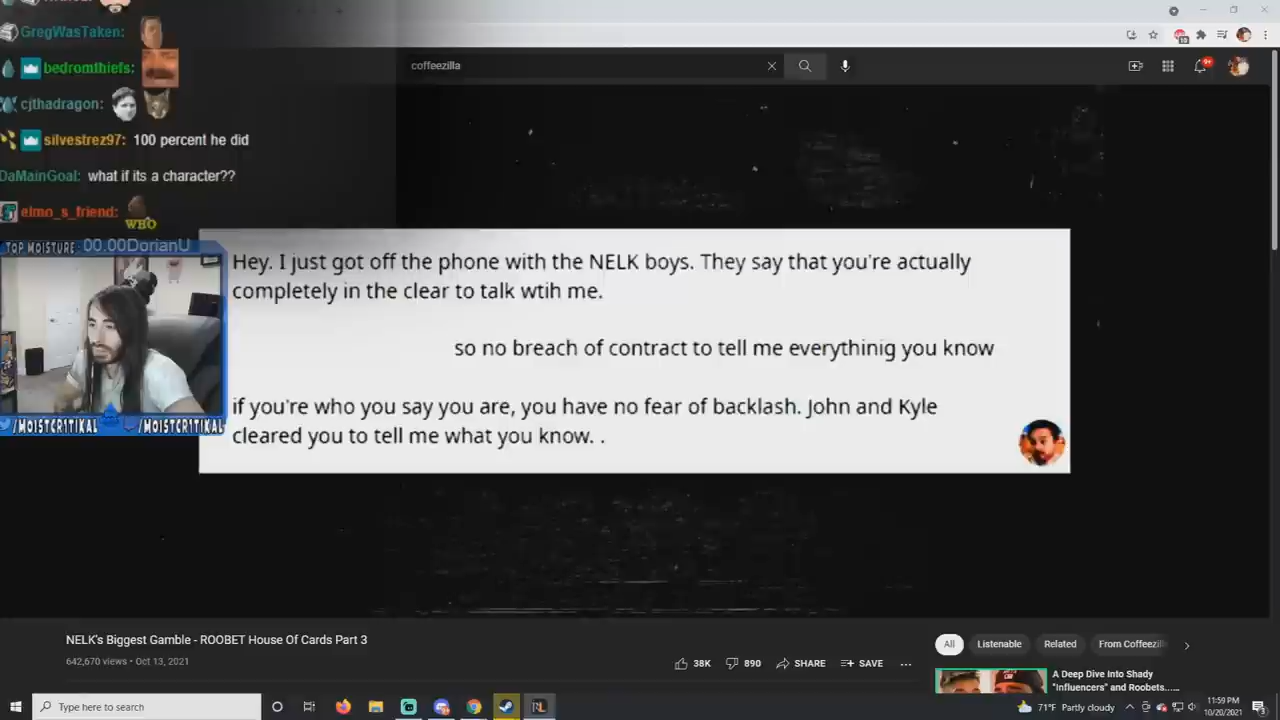 GregWasTaken:
bedromthiefs:
cjthadragon:
silvestrez97: 100 percent he did
DaMainGoal: what if its a character??
elmo_s_friend:
WHO
TOP MOISTURE - 00.00DorianU
/MOISTCR1TIKAL /MOISTCR1TIKAL
coffeezilla
9+
Hey. I just got off the phone with the NELK boys. They say that you're actually
completely in the clear to talk wtih me.
so no breach of contract to tell me everythinig you know
if you're who you say you are, you have no fear of backlash. John and Kyle
cleared you to tell me what you know. .
NELK's Biggest Gamble - ROOBET House Of Cards Part 3
642,670 views • Oct 13, 2021
38K 890 SHARE SAVE ...
All Listenable Related From Coffeezill
A Deep Dive Into Shady
"Influencers" and Roobets....
Type here to search
71°F Partly cloudy
11:59 PM
10/20/2021